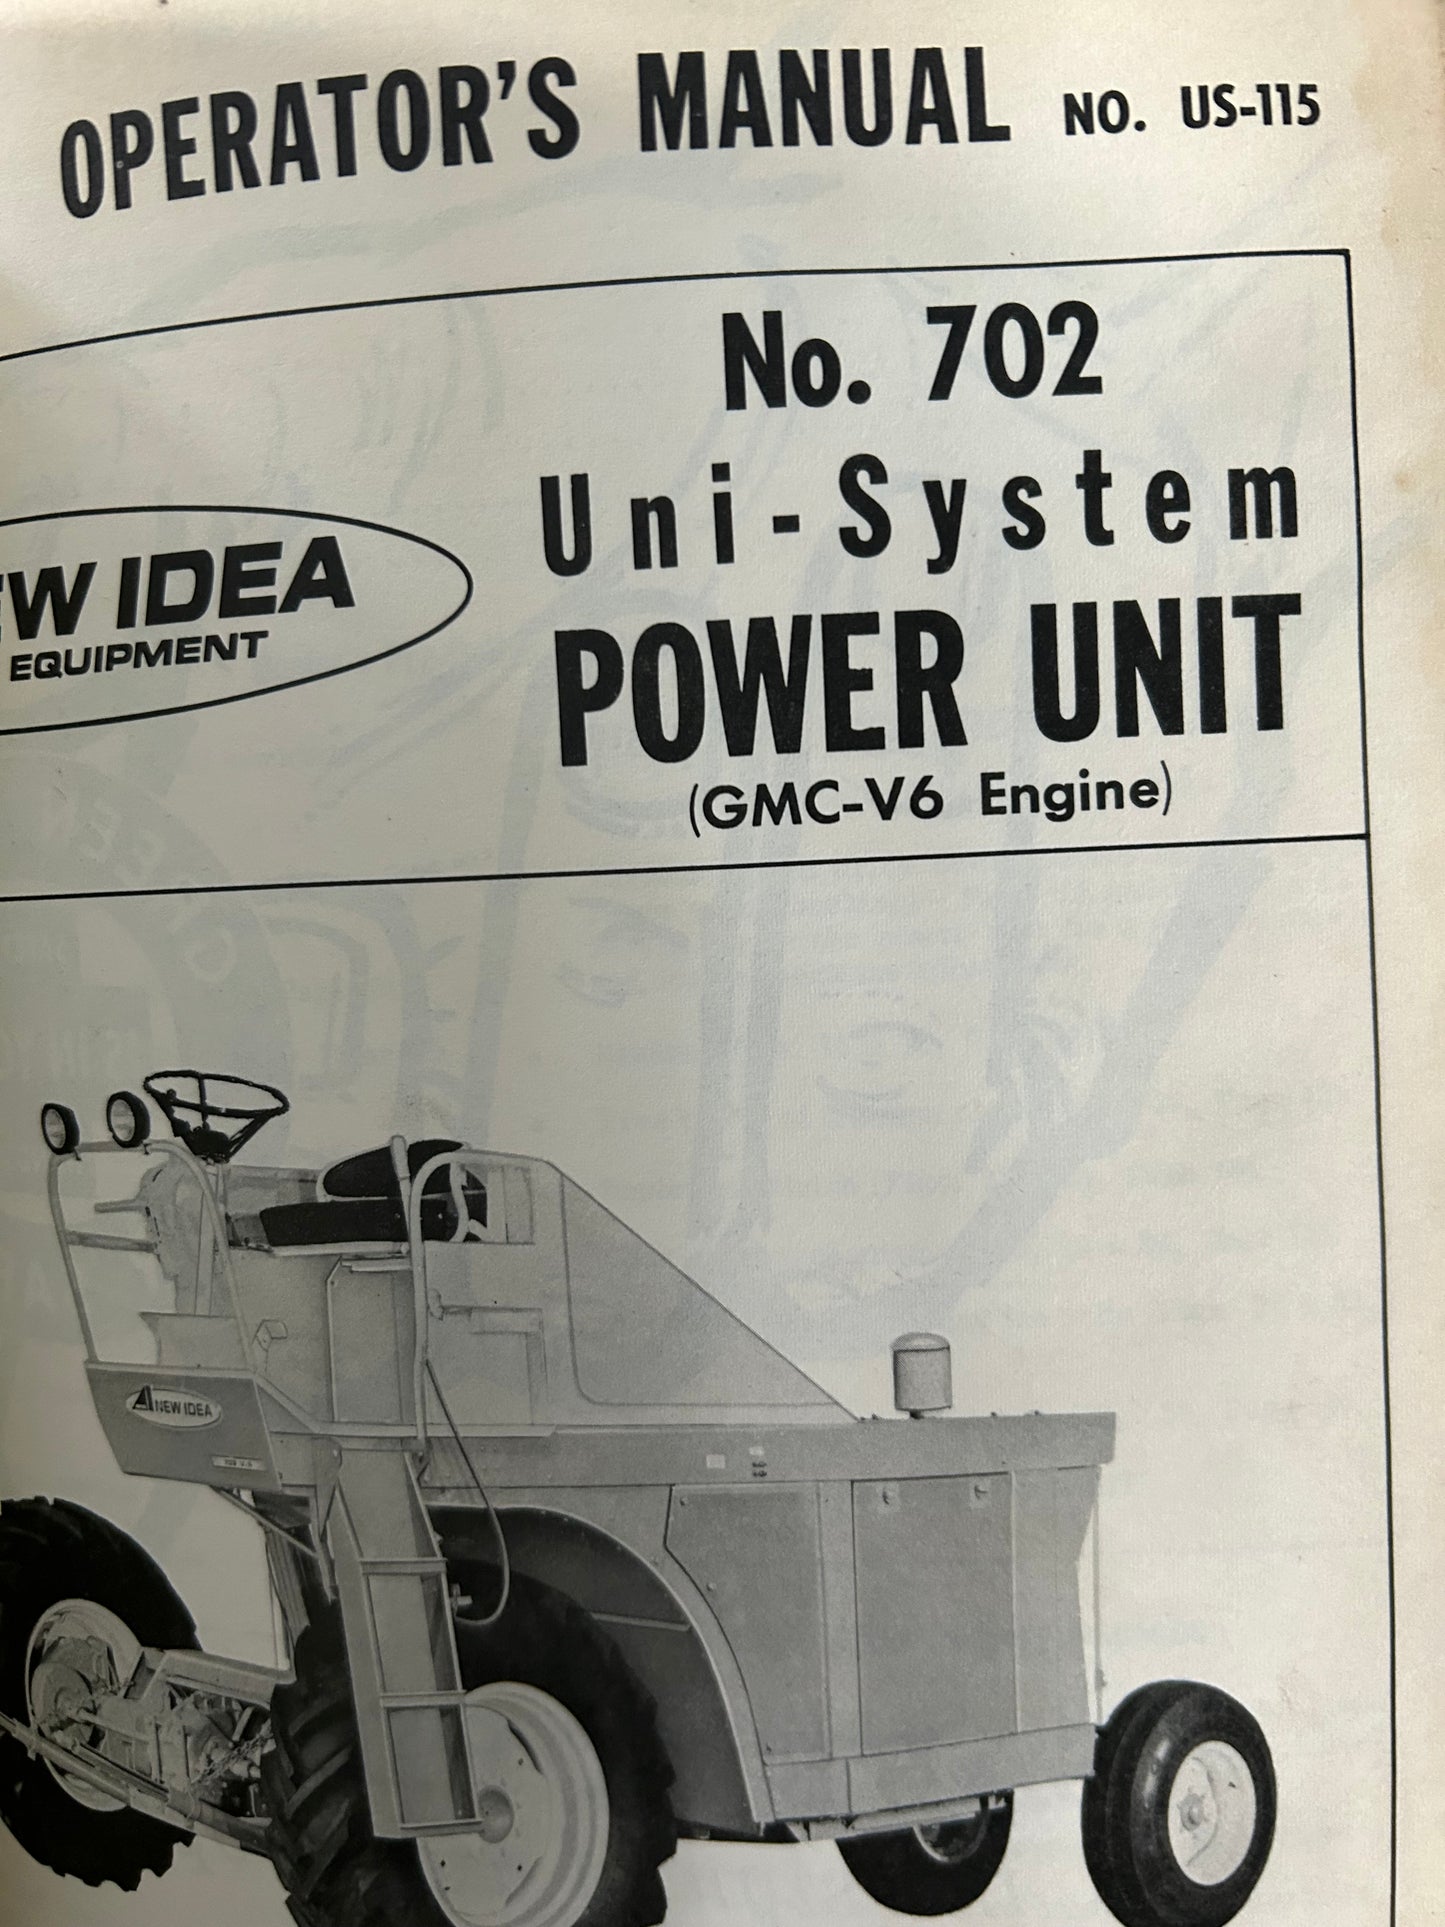 OPERATOR'S MANUAL NO. US-115
No. 702
Uni-System
POWER UNIT
(GMC-V6 Engine)
EW IDEA
EQUIPMENT
NEW IDEA